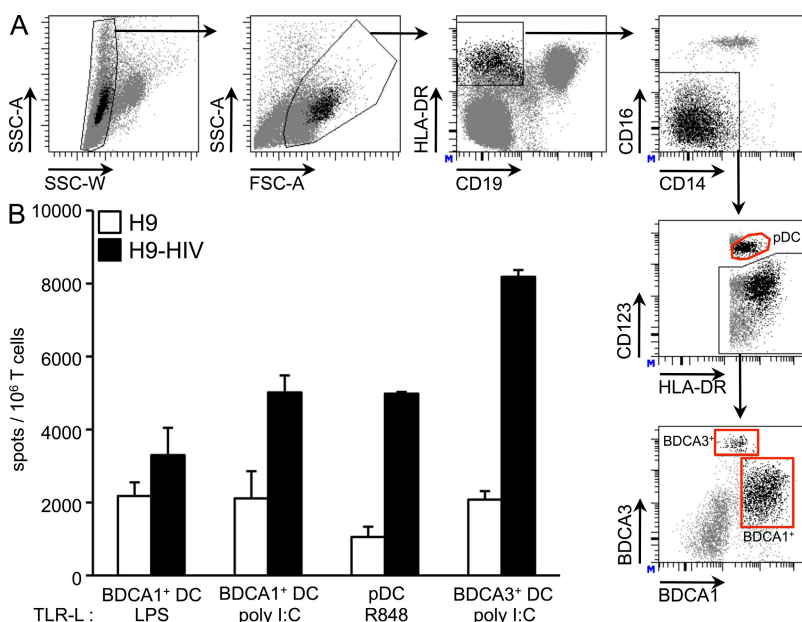 A
SSC-A
SSC-W
SSC-A
FSC-A
HLA-DR
M
CD19
CD16
M
CD14
pDC
CD123
M
HLA-DR
BDCA3⁺
BDCA1⁺
BDCA3
M
BDCA1
B
H9
H9-HIV
spots / 10⁶ T cells
10000
8000
6000
4000
2000
0
BDCA1⁺ DC BDCA1⁺ DC pDC BDCA3⁺ DC
TLR-L : LPS poly I:C R848 poly I:C